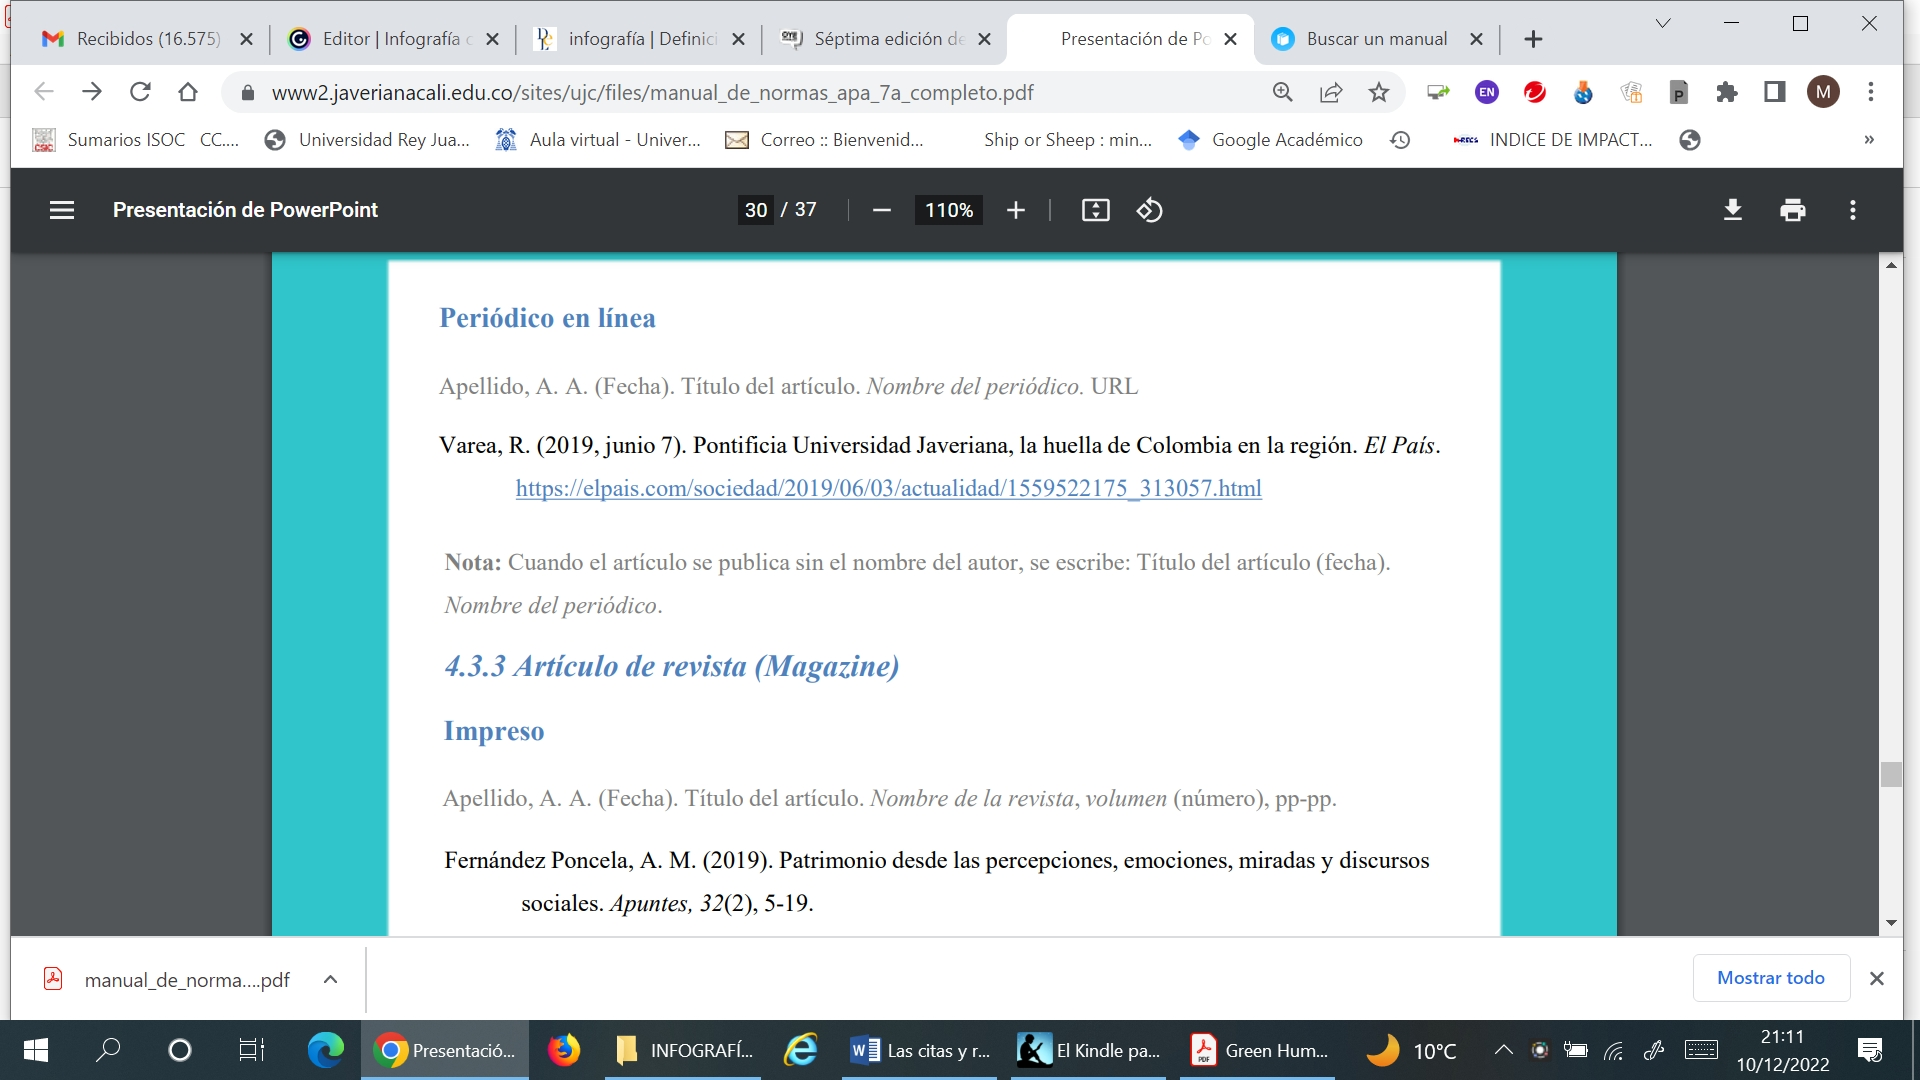 Recibidos (16.575)
Editor | Infografía c
infografía | Definici
Séptima edición de
Presentación de Po
Buscar un manual
www2.javerianacali.edu.co/sites/ujc/files/manual_de_normas_apa_7a_completo.pdf
EN
P
M
CSIC
Sumarios ISOC CC....
Universidad Rey Jua...
Aula virtual - Univer...
Correo :: Bienvenid...
Ship or Sheep : min...
Google Académico
INDICE DE IMPACT...
»
Presentación de PowerPoint
30 / 37
110%
Periódico en línea
Apellido, A. A. (Fecha). Título del artículo. Nombre del periódico. URL
Varea, R. (2019, junio 7). Pontificia Universidad Javeriana, la huella de Colombia en la región. El País.
https://elpais.com/sociedad/2019/06/03/actualidad/1559522175_313057.html
Nota: Cuando el artículo se publica sin el nombre del autor, se escribe: Título del artículo (fecha).
Nombre del periódico.
4.3.3 Artículo de revista (Magazine)
Impreso
Apellido, A. A. (Fecha). Título del artículo. Nombre de la revista, volumen (número), pp-pp.
Fernández Poncela, A. M. (2019). Patrimonio desde las percepciones, emociones, miradas y discursos
sociales. Apuntes, 32(2), 5-19.
manual_de_norma....pdf
Mostrar todo
Presentació...
INFOGRAFÍ...
Las citas y r...
El Kindle pa...
Green Hum...
10°C
21:11
10/12/2022